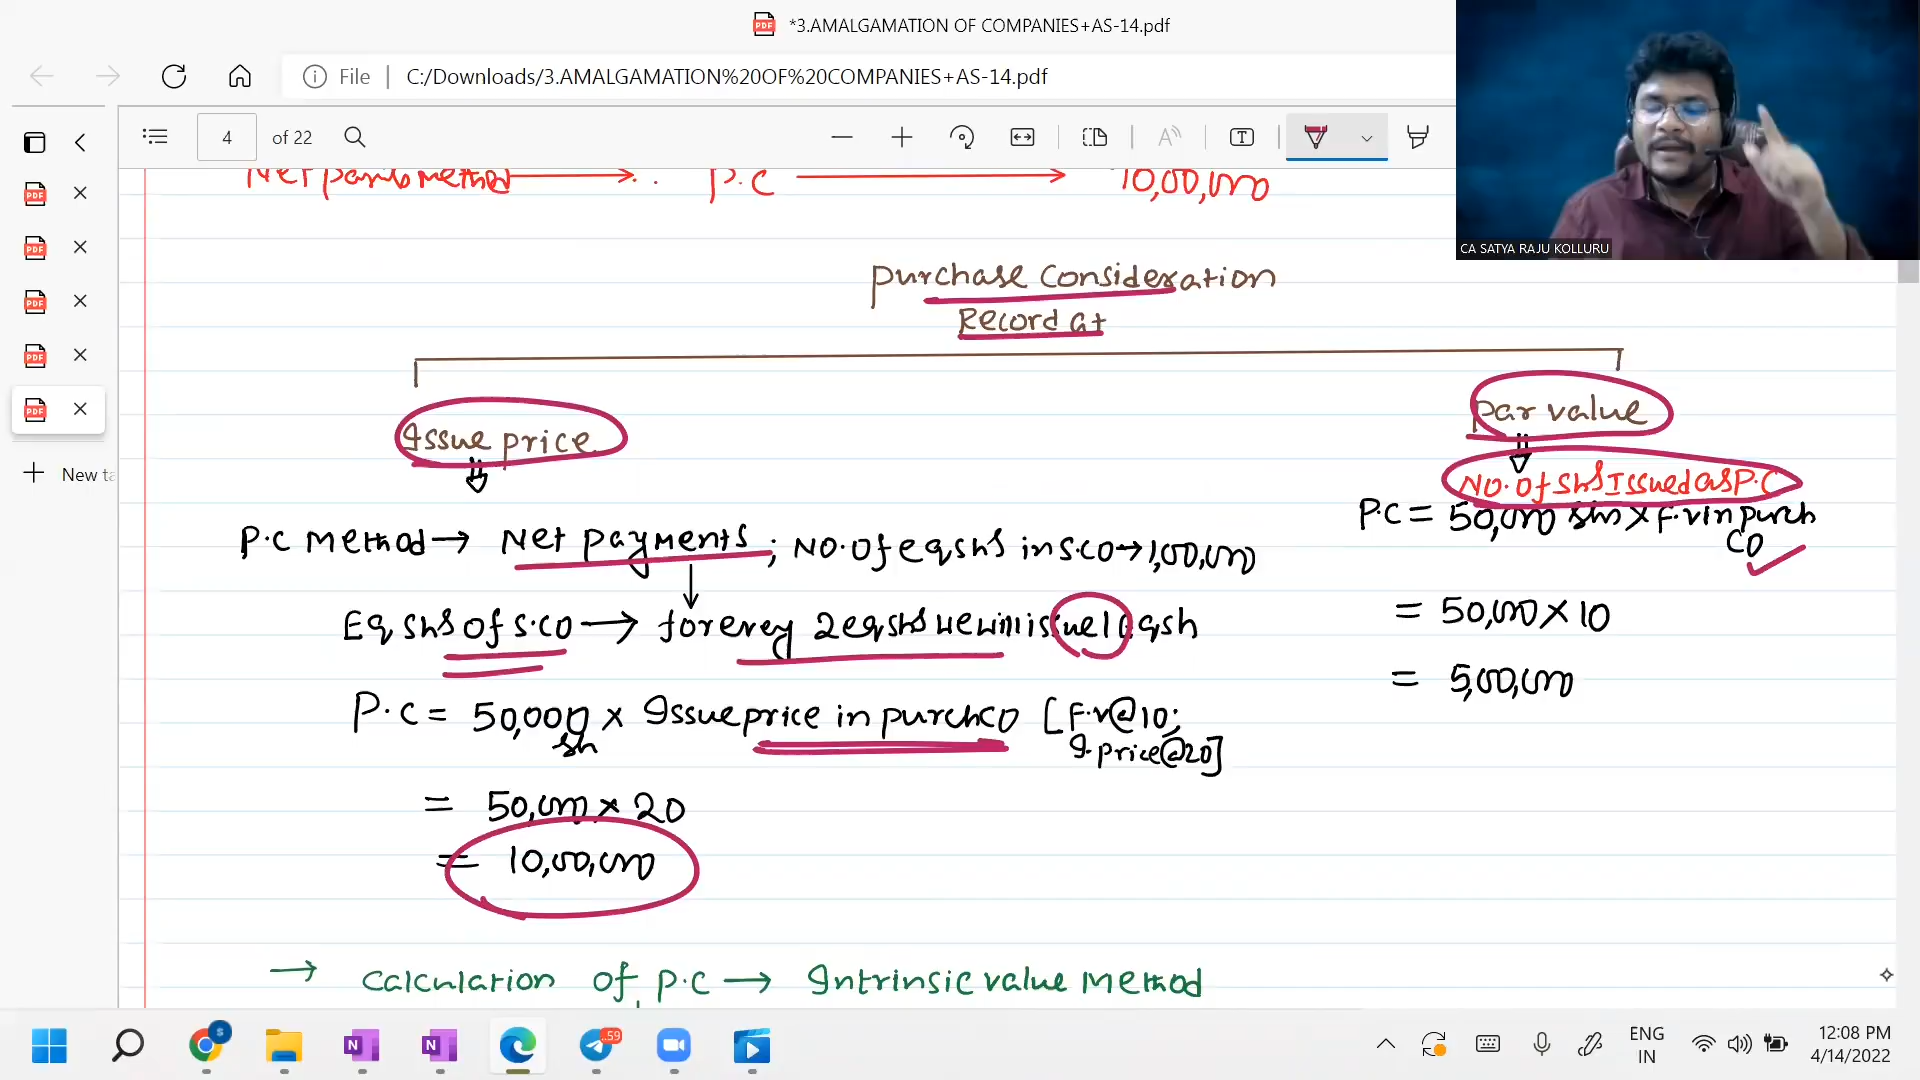 *3.AMALGAMATION OF COMPANIES+AS-14.pdf
File | C:/Downloads/3.AMALGAMATION%20OF%20COMPANIES+AS-14.pdf
4 of 22
CA SATYA RAJU KOLLURU
P.C 10,00,000
purchase consideration
Record at
Issue price
par value
No. of shs Issued as P.C
P.C = 50,000 shs x F.v in purch
co
P.C Method → Net payments ; No. of eq shs in S.CO → 1,00,000
Eq shs of S.CO → for every 2 eq shs we will issue 1 eq sh
= 50,000 x 10
= 5,00,000
P.C = 50,000 x Issue price in purch CO [F.v@10;
sh I.price@20]
= 50,000 x 20
= 10,00,000
→ calculation of P.C → Intrinsic value Method
New ta
59
ENG
IN
12:08 PM
4/14/2022